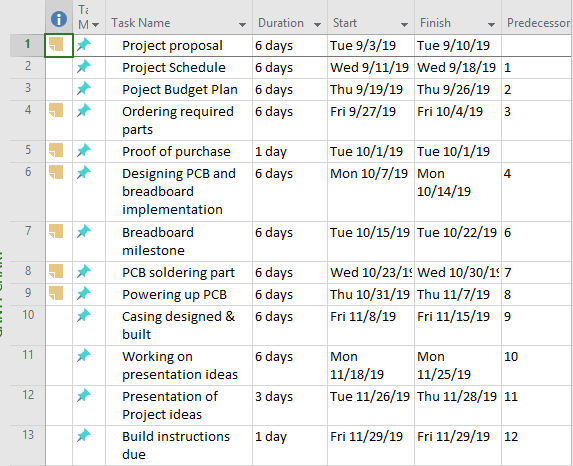 Ta M Task Name Duration Start Finish Predecessor
1 Project proposal 6 days Tue 9/3/19 Tue 9/10/19
2 Project Schedule 6 days Wed 9/11/19 Wed 9/18/19 1
3 Poject Budget Plan 6 days Thu 9/19/19 Thu 9/26/19 2
4 Ordering required 6 days Fri 9/27/19 Fri 10/4/19 3
parts
5 Proof of purchase 1 day Tue 10/1/19 Tue 10/1/19
6 Designing PCB and 6 days Mon 10/7/19 Mon 4
breadboard 10/14/19
implementation
7 Breadboard 6 days Tue 10/15/19 Tue 10/22/19 6
milestone
8 PCB soldering part 6 days Wed 10/23/19 Wed 10/30/19 7
9 Powering up PCB 6 days Thu 10/31/19 Thu 11/7/19 8
10 Casing designed & 6 days Fri 11/8/19 Fri 11/15/19 9
built
11 Working on 6 days Mon Mon 10
presentation ideas 11/18/19 11/25/19
12 Presentation of 3 days Tue 11/26/19 Thu 11/28/19 11
Project ideas
13 Build instructions 1 day Fri 11/29/19 Fri 11/29/19 12
due